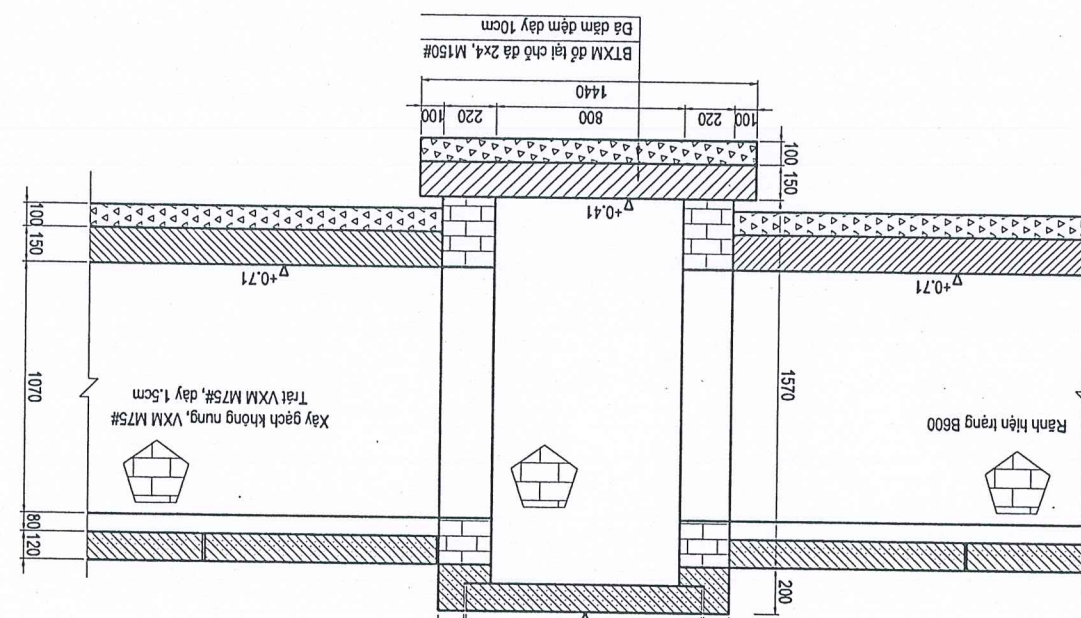 200
120
80
Rãnh hiện trạng B600
Xây gạch không nung, VXM M75#
Trát VXM M75#, dày 1.5cm
1570
1070
+0.71
+0.71
150
100
+0.41
150
100
100 220 800 220 100
1440
BTXM đổ tại chỗ đá 2x4, M150#
Đá dăm đệm dày 10cm